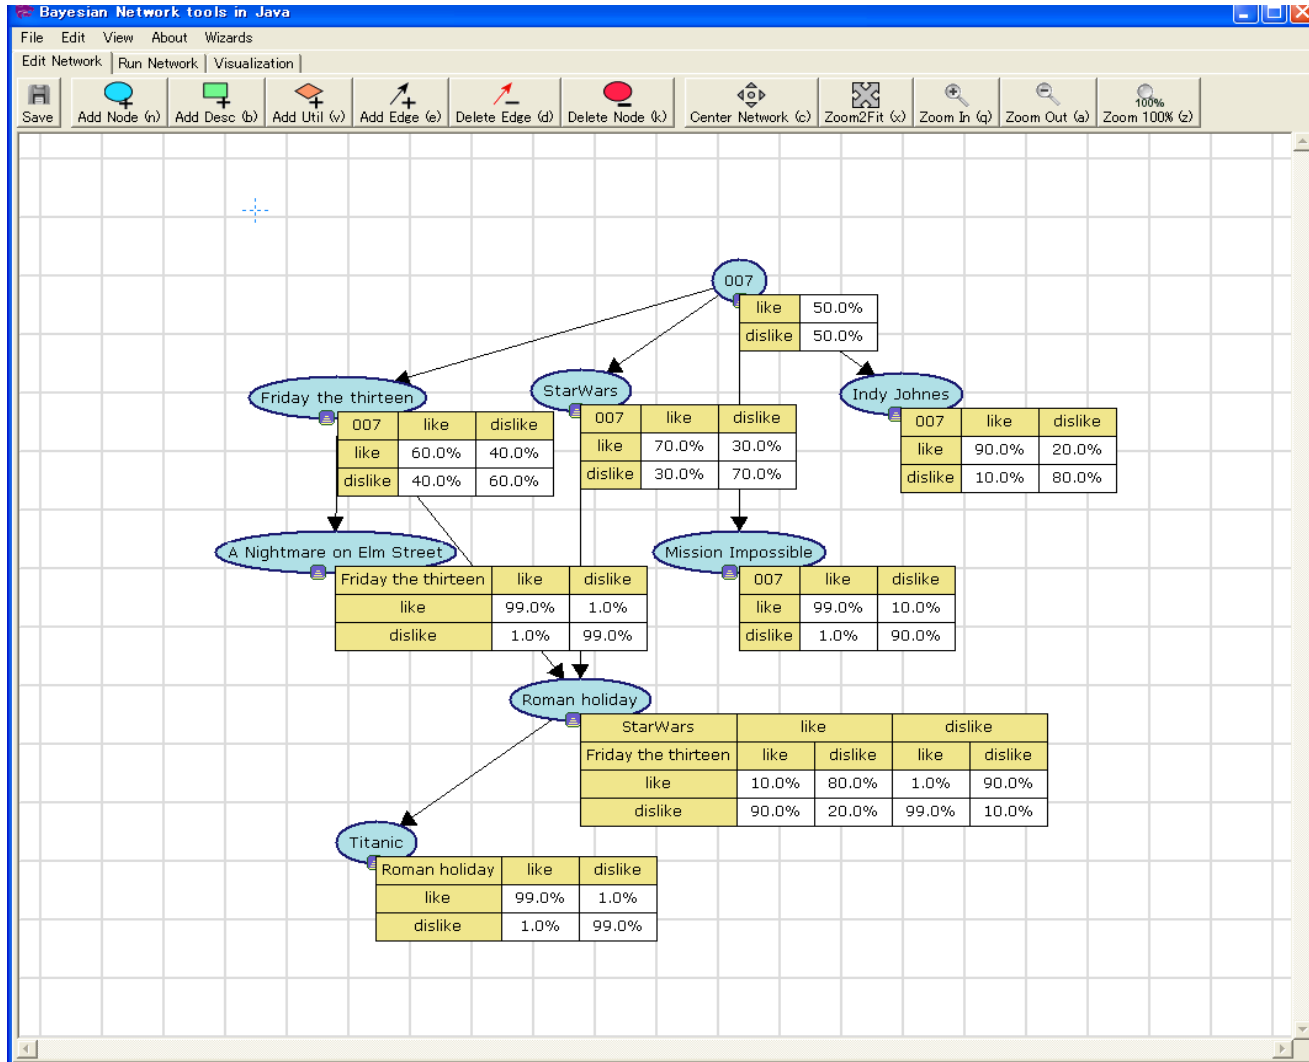 Bayesian Network tools in Java
File Edit View About Wizards
Edit Network Run Network Visualization
Save Add Node (n) Add Desc (b) Add Util (v) Add Edge (e) Delete Edge (d) Delete Node (k) Center Network (c) Zoom2Fit (x) Zoom In (q) Zoom Out (a) 100% Zoom 100% (z)
007
like 50.0%
dislike 50.0%
Friday the thirteen
007 like dislike
like 60.0% 40.0%
dislike 40.0% 60.0%
StarWars
007 like dislike
like 70.0% 30.0%
dislike 30.0% 70.0%
Indy Johnes
007 like dislike
like 90.0% 20.0%
dislike 10.0% 80.0%
A Nightmare on Elm Street
Friday the thirteen like dislike
like 99.0% 1.0%
dislike 1.0% 99.0%
Mission Impossible
007 like dislike
like 99.0% 10.0%
dislike 1.0% 90.0%
Roman holiday
StarWars like dislike
Friday the thirteen like dislike like dislike
like 10.0% 80.0% 1.0% 90.0%
dislike 90.0% 20.0% 99.0% 10.0%
Titanic
Roman holiday like dislike
like 99.0% 1.0%
dislike 1.0% 99.0%